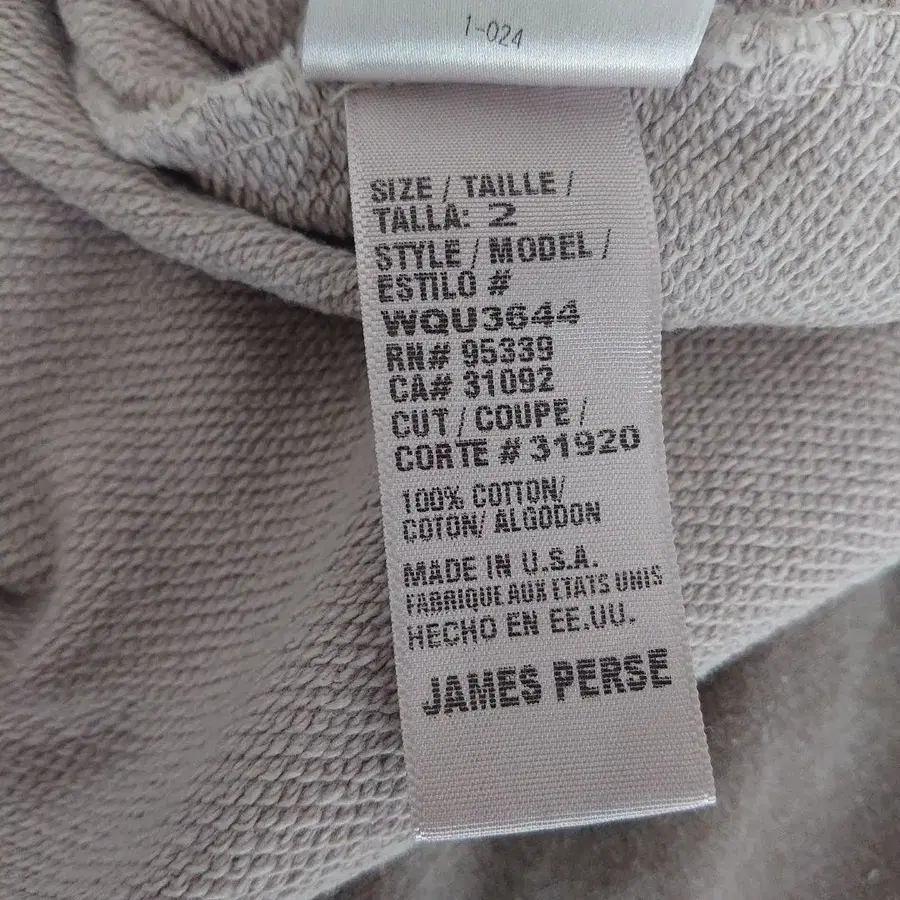 1-024
SIZE / TAILLE /
TALLA: 2
STYLE / MODEL /
ESTILO #
WQU3644
RN# 95339
CA# 31092
CUT / COUPE /
CORTE # 31920
100% COTTON/
COTON/ ALGODON
MADE IN U.S.A.
FABRIQUE AUX ETATS UNIS
HECHO EN EE.UU.
JAMES PERSE